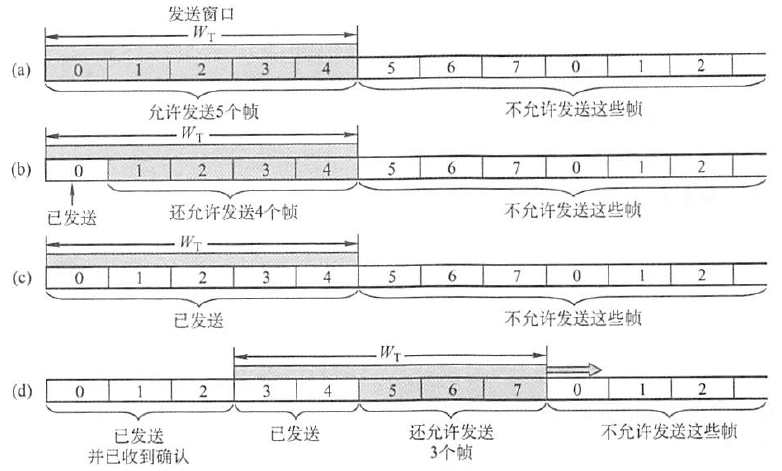 发送窗口
W_T
(a) 0 1 2 3 4 5 6 7 0 1 2
允许发送5个帧 不允许发送这些帧
W_T
(b) 0 1 2 3 4 5 6 7 0 1 2
已发送 还允许发送4个帧 不允许发送这些帧
W_T
(c) 0 1 2 3 4 5 6 7 0 1 2
已发送 不允许发送这些帧
W_T
(d) 0 1 2 3 4 5 6 7 0 1 2
已发送 已发送 还允许发送 不允许发送这些帧
并已收到确认 3个帧